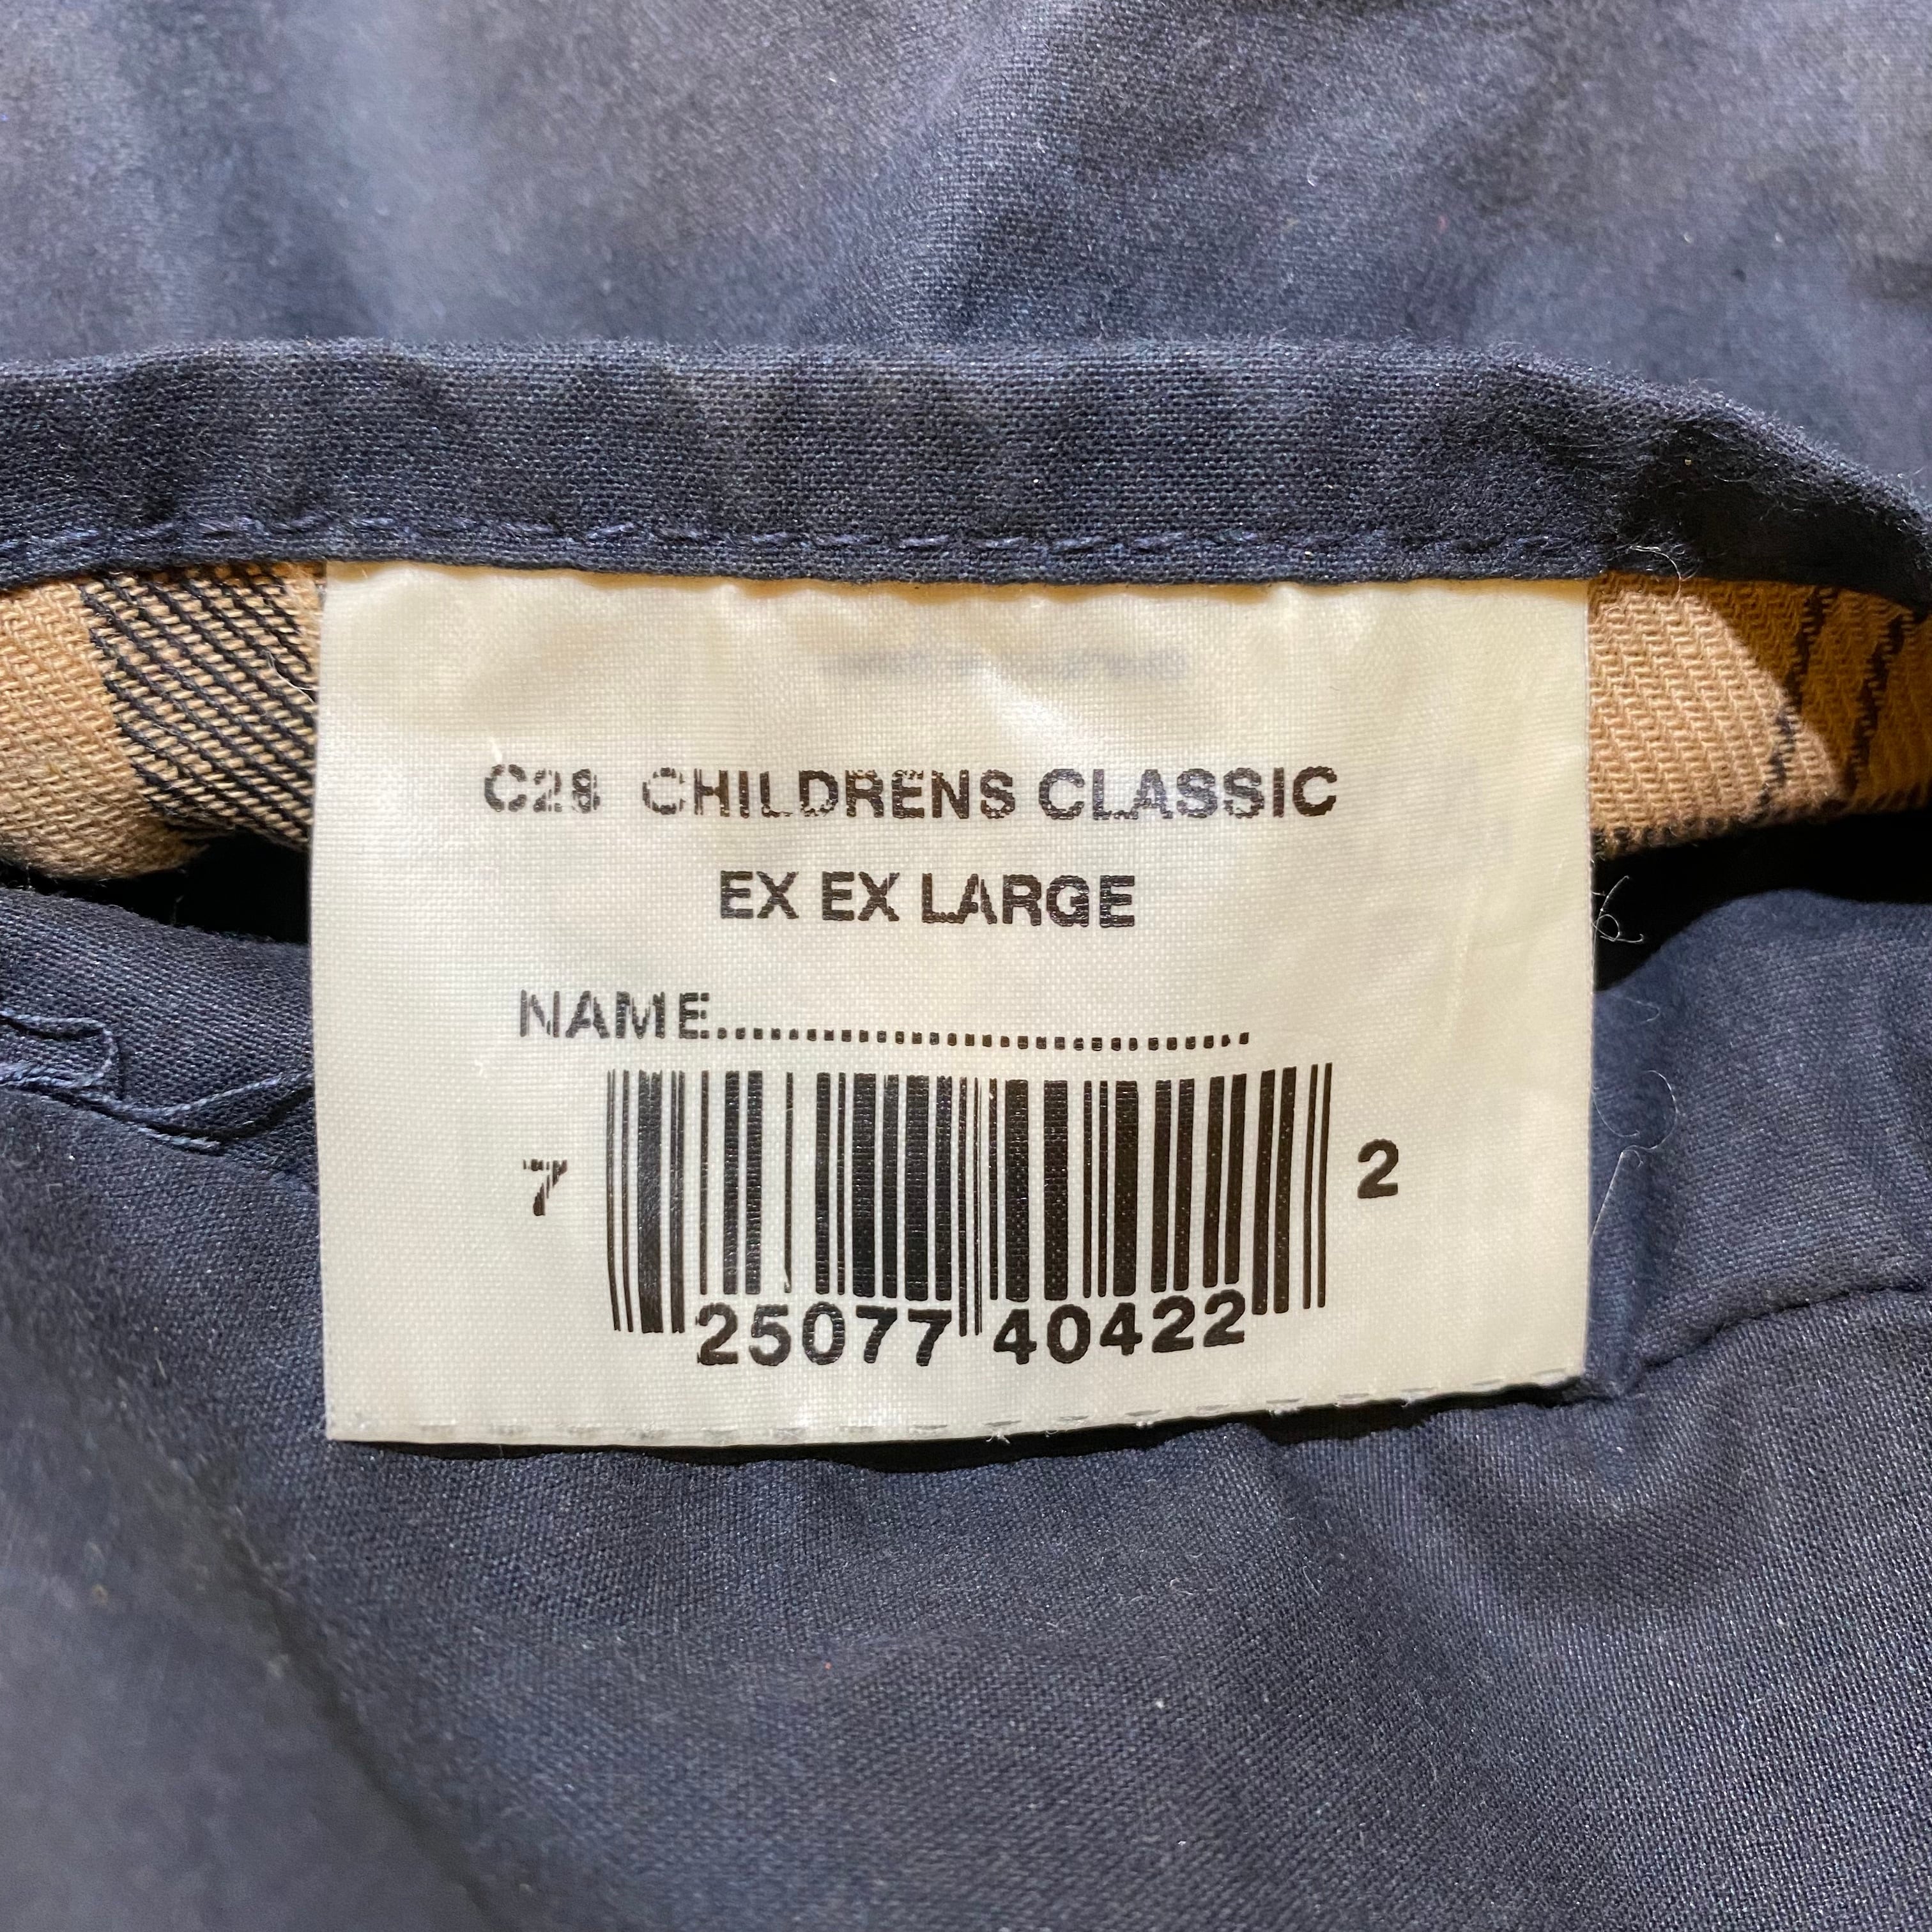 C28 CHILDRENS CLASSIC
EX EX LARGE
NAME..................................
7 25077 40422 2